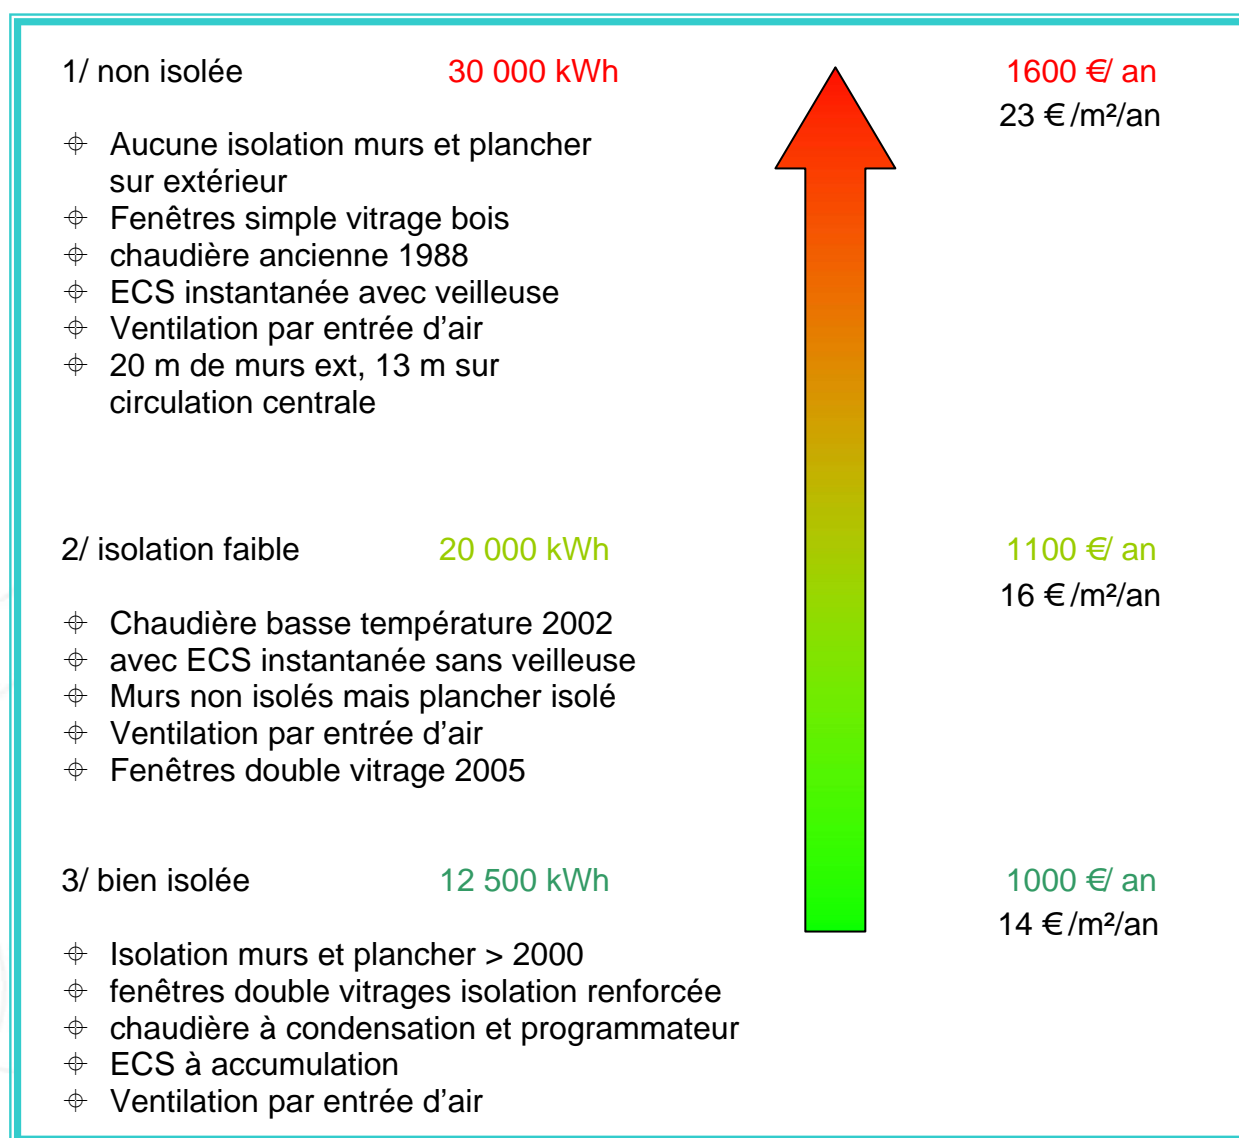 1/ non isolée 30 000 kWh 1600 €/ an
23 €/m²/an
Aucune isolation murs et plancher
sur extérieur
Fenêtres simple vitrage bois
chaudière ancienne 1988
ECS instantanée avec veilleuse
Ventilation par entrée d'air
20 m de murs ext, 13 m sur
circulation centrale
2/ isolation faible 20 000 kWh 1100 €/ an
16 €/m²/an
Chaudière basse température 2002
avec ECS instantanée sans veilleuse
Murs non isolés mais plancher isolé
Ventilation par entrée d'air
Fenêtres double vitrage 2005
3/ bien isolée 12 500 kWh 1000 €/ an
14 €/m²/an
Isolation murs et plancher > 2000
fenêtres double vitrages isolation renforcée
chaudière à condensation et programmateur
ECS à accumulation
Ventilation par entrée d'air